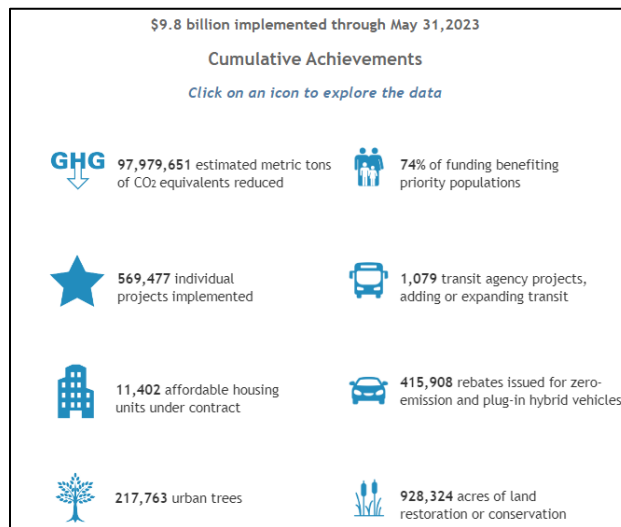 $9.8 billion implemented through May 31,2023
Cumulative Achievements
Click on an icon to explore the data
GHG
97,979,651 estimated metric tons
of CO2 equivalents reduced
74% of funding benefiting
priority populations
569,477 individual
projects implemented
1,079 transit agency projects,
adding or expanding transit
11,402 affordable housing
units under contract
415,908 rebates issued for zero-
emission and plug-in hybrid vehicles
217,763 urban trees
928,324 acres of land
restoration or conservation